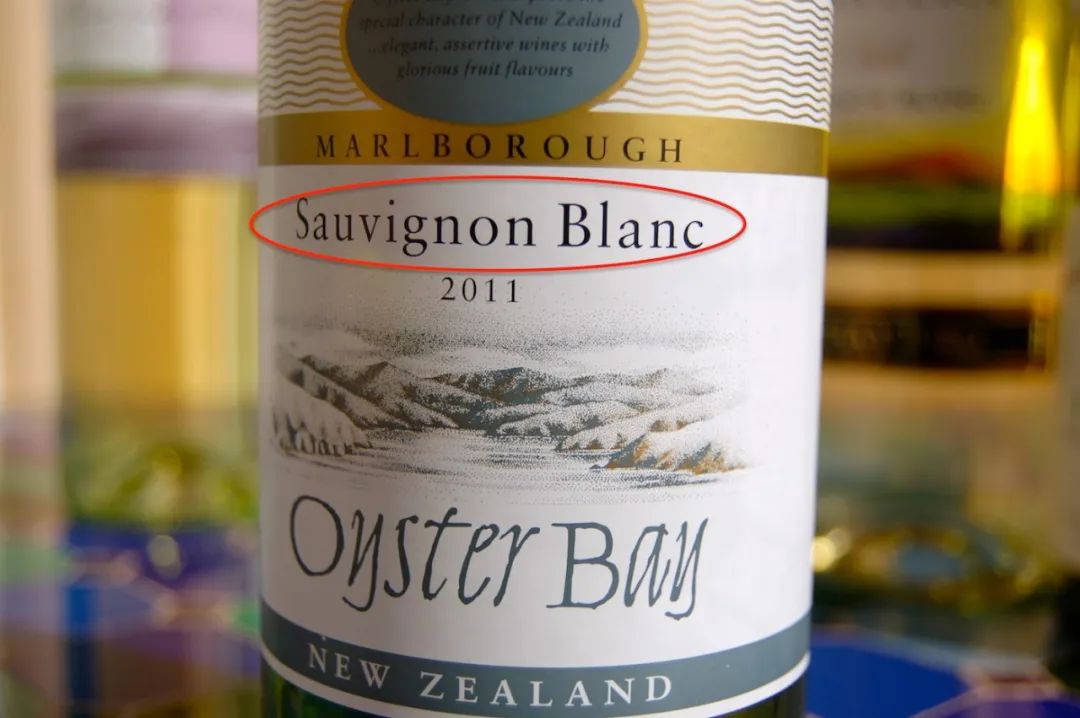 special character of New Zealand
...elegant, assertive wines with
glorious fruit flavours
MARLBOROUGH
Sauvignon Blanc
2011
Oyster Bay
NEW ZEALAND